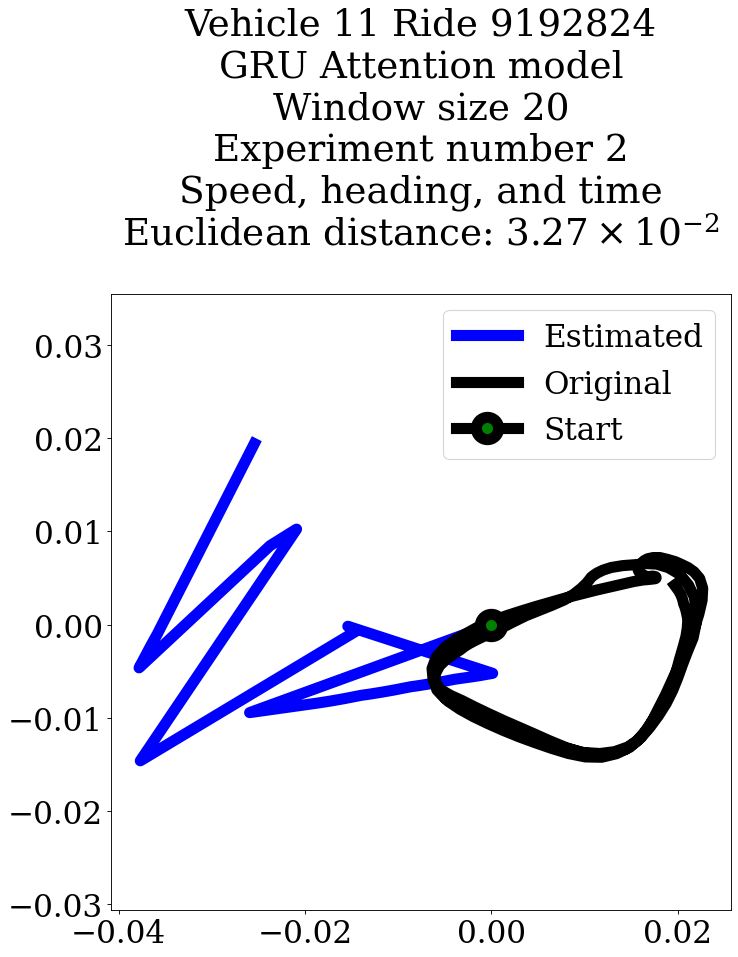 Vehicle 11 Ride 9192824
GRU Attention model
Window size 20
Experiment number 2
Speed, heading, and time
Euclidean distance: 3.27 × 10⁻²
Estimated
Original
Start
0.03
0.02
0.01
0.00
−0.01
−0.02
−0.03
−0.04 −0.02 0.00 0.02